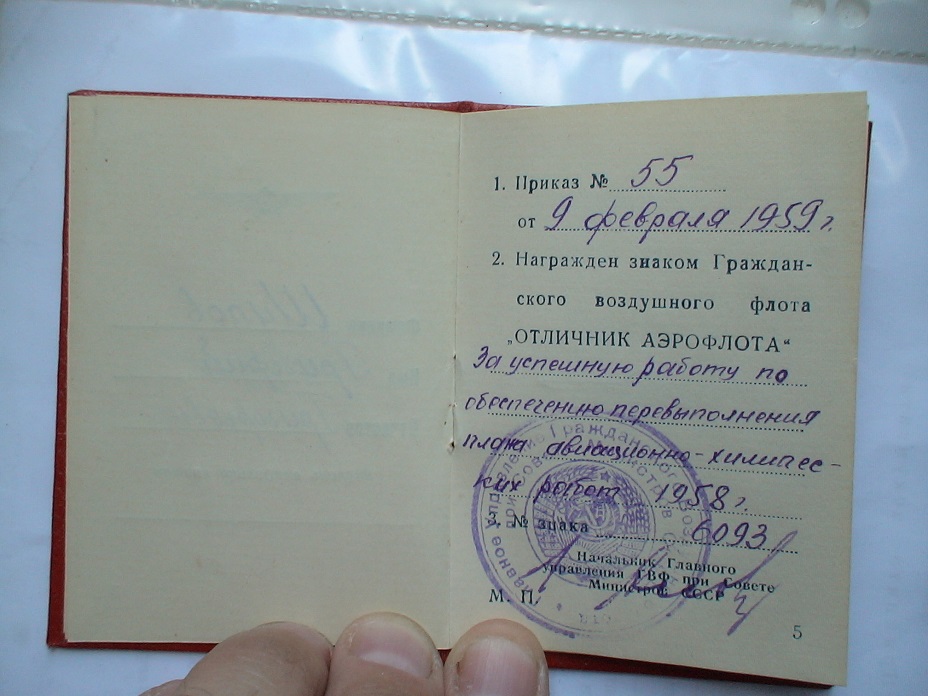 1. Приказ № 55
от 9 февраля 1959 г.
2. Награжден знаком Граждан-
ского воздушного флота
„ОТЛИЧНИК АЭРОФЛОТА“
За успешную работу по
обеспечению перевыполнения
плана авиационно-химичес-
ких работ 1958 г.
3. № знака 6093
Начальник Главного
управления ГВФ при Совете
Министров СССР
М. П.
5